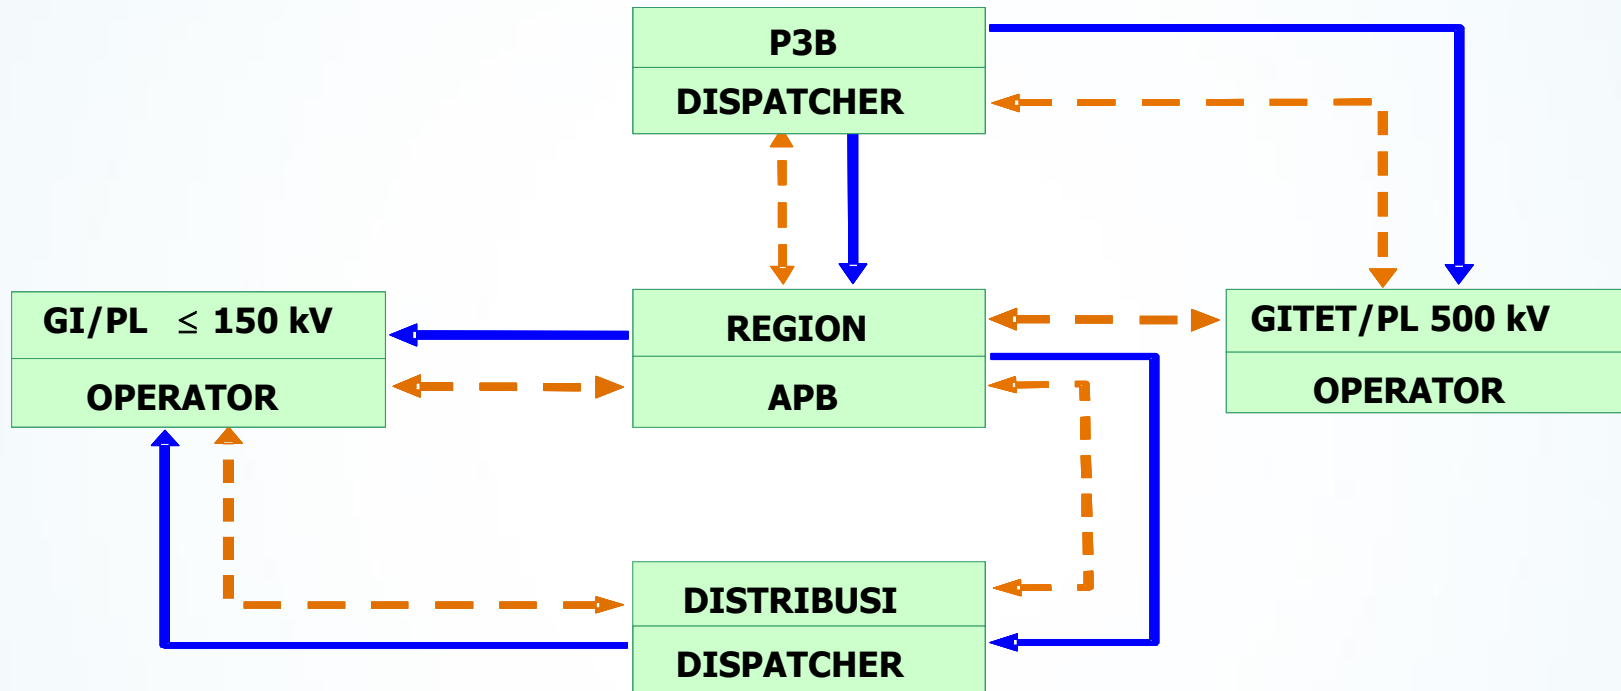 P3B
DISPATCHER
GI/PL ≤ 150 kV
OPERATOR
REGION
APB
GITET/PL 500 kV
OPERATOR
DISTRIBUSI
DISPATCHER